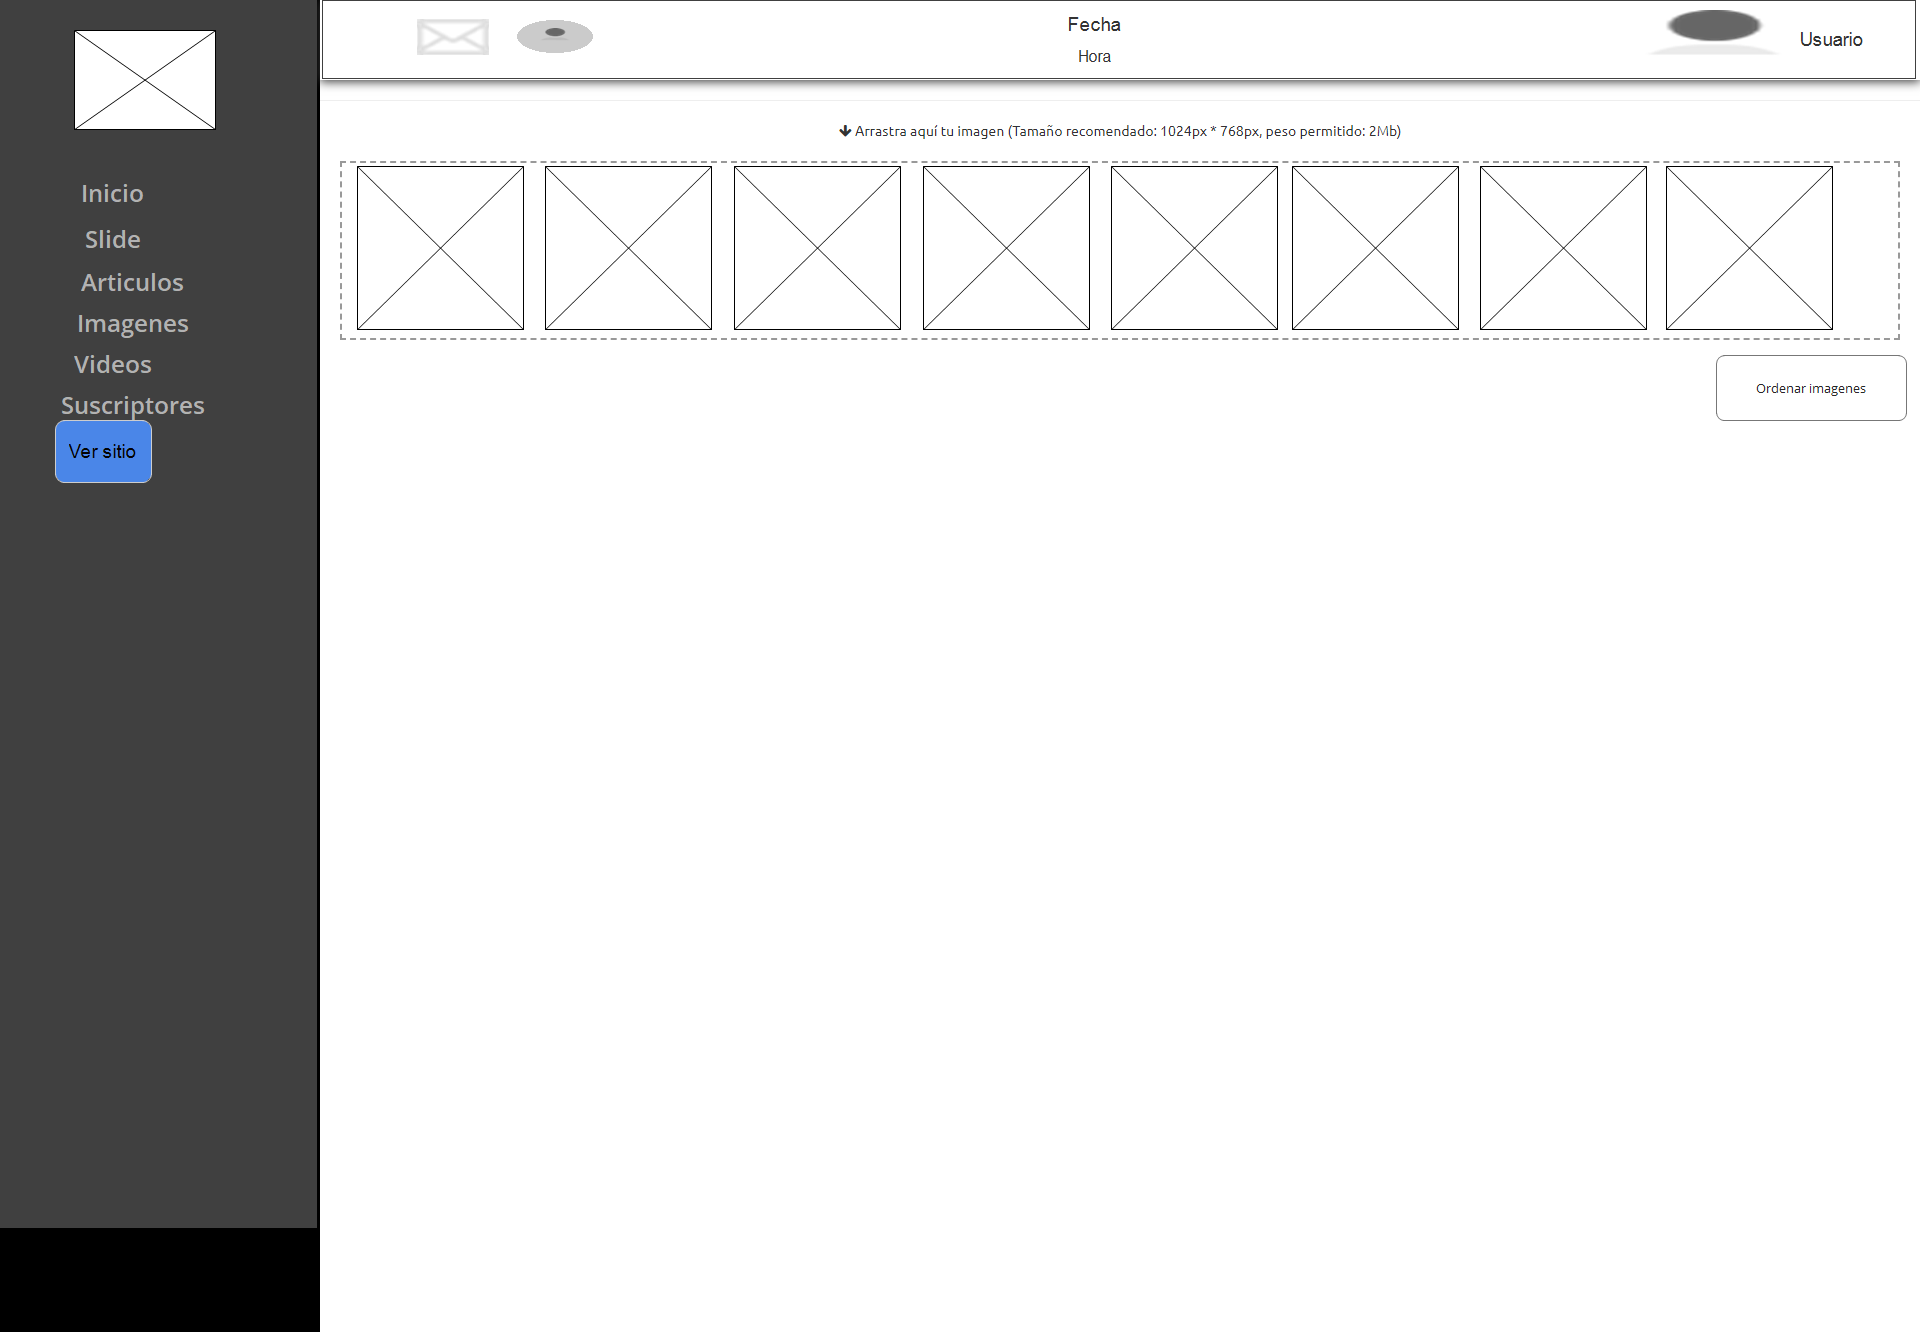 Inicio
Slide
Articulos
Imagenes
Videos
Suscriptores
Ver sitio
Fecha
Hora
Usuario
Arrastra aquí tu imagen (Tamaño recomendado: 1024px * 768px, peso permitido: 2Mb)
Ordenar imagenes